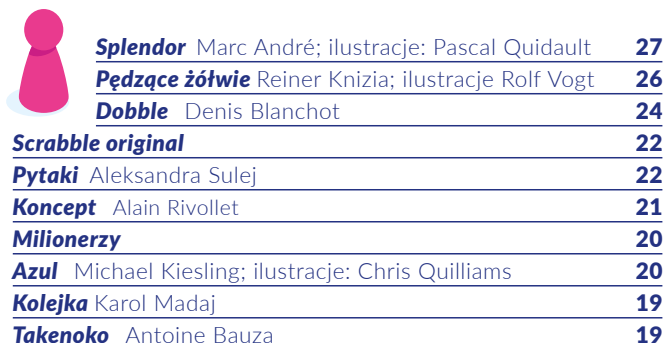 Splendor Marc André; ilustracje: Pascal Quidault 27
Pędzące żółwie Reiner Knizia; ilustracje Rolf Vogt 26
Dobble Denis Blanchot 24
Scrabble original 22
Pytaki Aleksandra Sulej 22
Koncept Alain Rivollet 21
Milionerzy 20
Azul Michael Kiesling; ilustracje: Chris Quilliams 20
Kolejka Karol Madaj 19
Takenoko Antoine Bauza 19